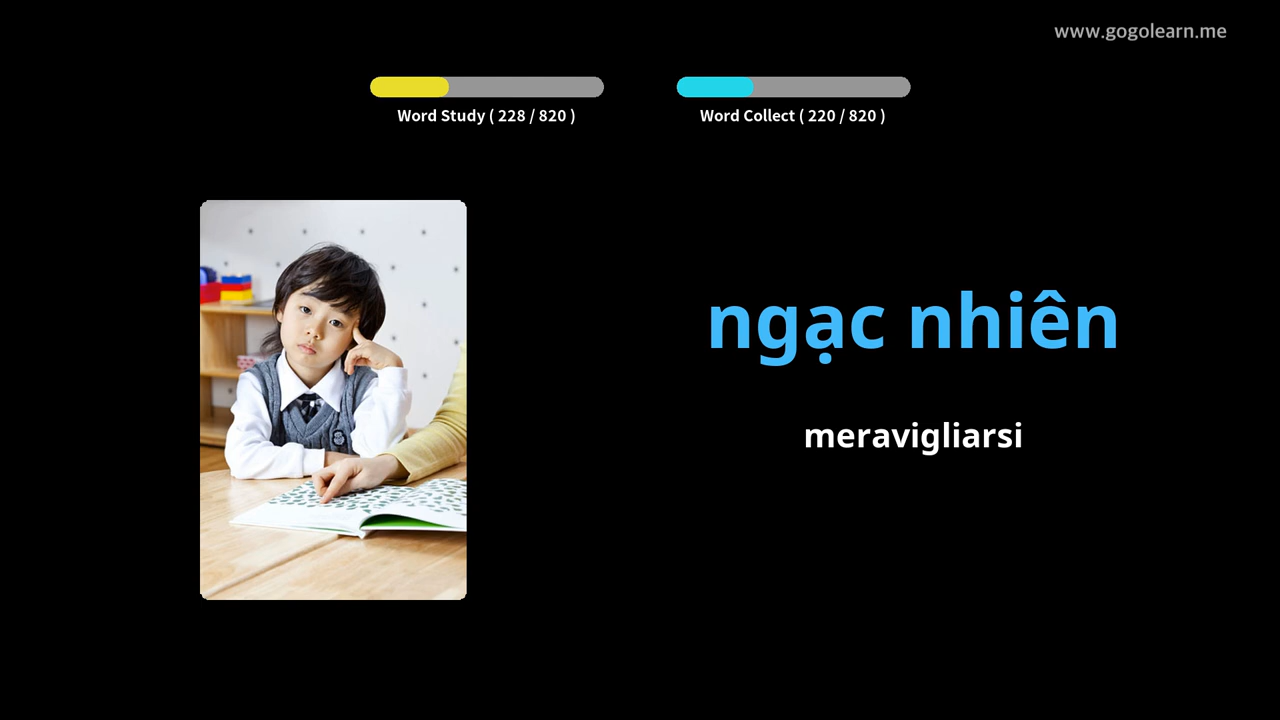 www.gogolearn.me
Word Study ( 228 / 820 )
Word Collect ( 220 / 820 )
ngạc nhiên
meravigliarsi